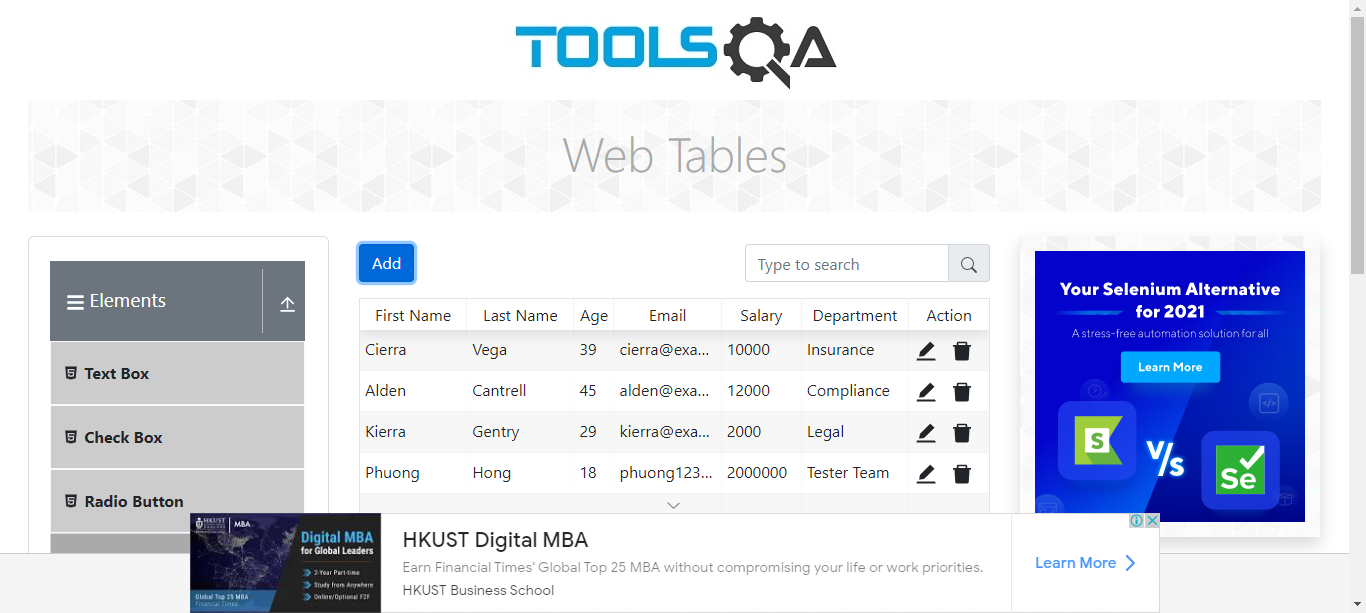 TOOLSQA
Web Tables
Elements
Text Box
Check Box
Radio Button
Add
Type to search
First Name Last Name Age Email Salary Department Action
Cierra Vega 39 cierra@exa... 10000 Insurance
Alden Cantrell 45 alden@exa... 12000 Compliance
Kierra Gentry 29 kierra@exa... 2000 Legal
Phuong Hong 18 phuong123... 2000000 Tester Team
Your Selenium Alternative
for 2021
A stress-free automation solution for all
Learn More
S
V/s
Se
HKUST
MBA
Digital MBA
for Global Leaders
2-Year Part-time
Study from Anywhere
Online/Optional F2F
Global Top 25 MBA
Financial Times
HKUST Digital MBA
Earn Financial Times' Global Top 25 MBA without compromising your life or work priorities.
HKUST Business School
Learn More